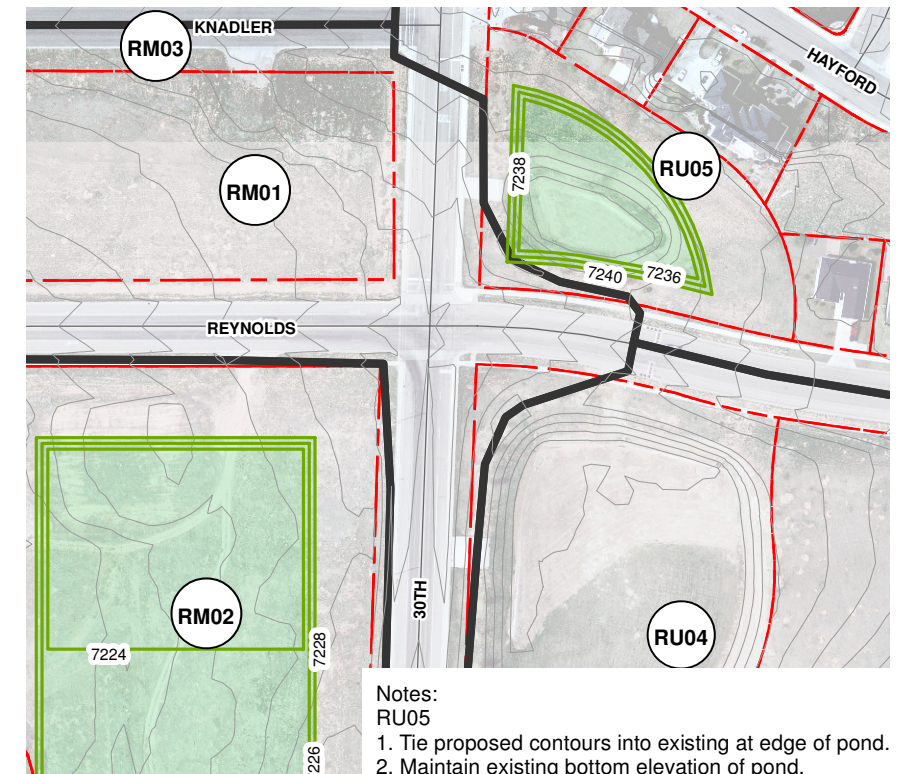 KNADLER
RM03
HAYFORD
RU05
7238
RM01
7240
7236
REYNOLDS
30TH
RM02
RU04
7224
7228
226
Notes:
RU05
1. Tie proposed contours into existing at edge of pond.
2. Maintain existing bottom elevation of pond.